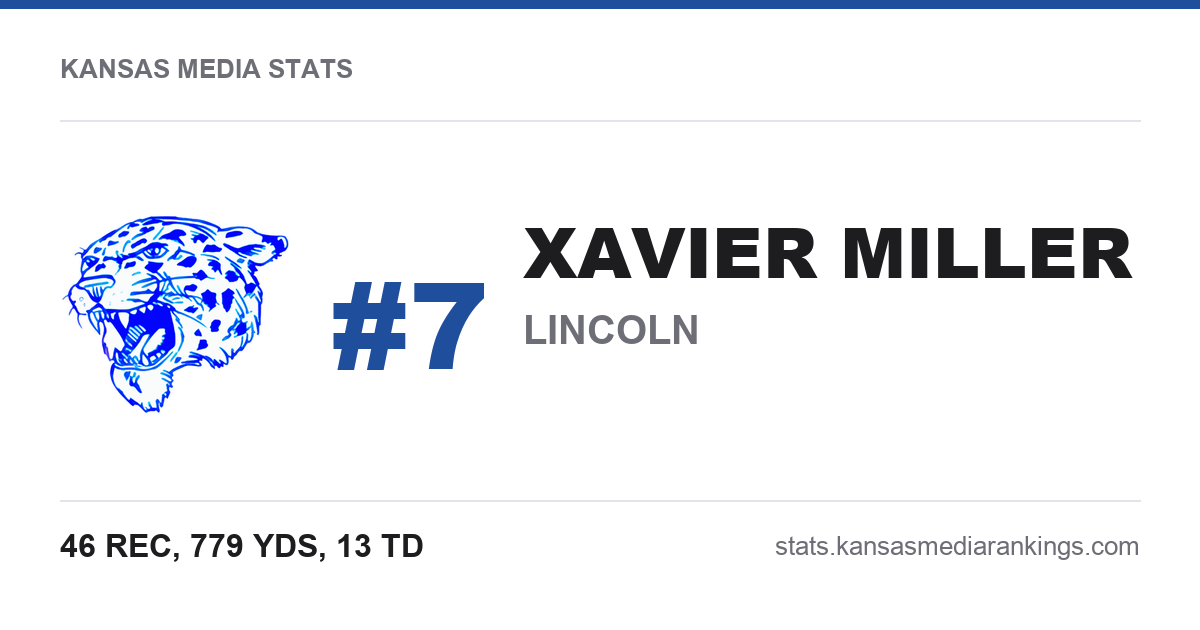 KANSAS MEDIA STATS
#7
XAVIER MILLER
LINCOLN
46 REC, 779 YDS, 13 TD
stats.kansasmediarankings.com